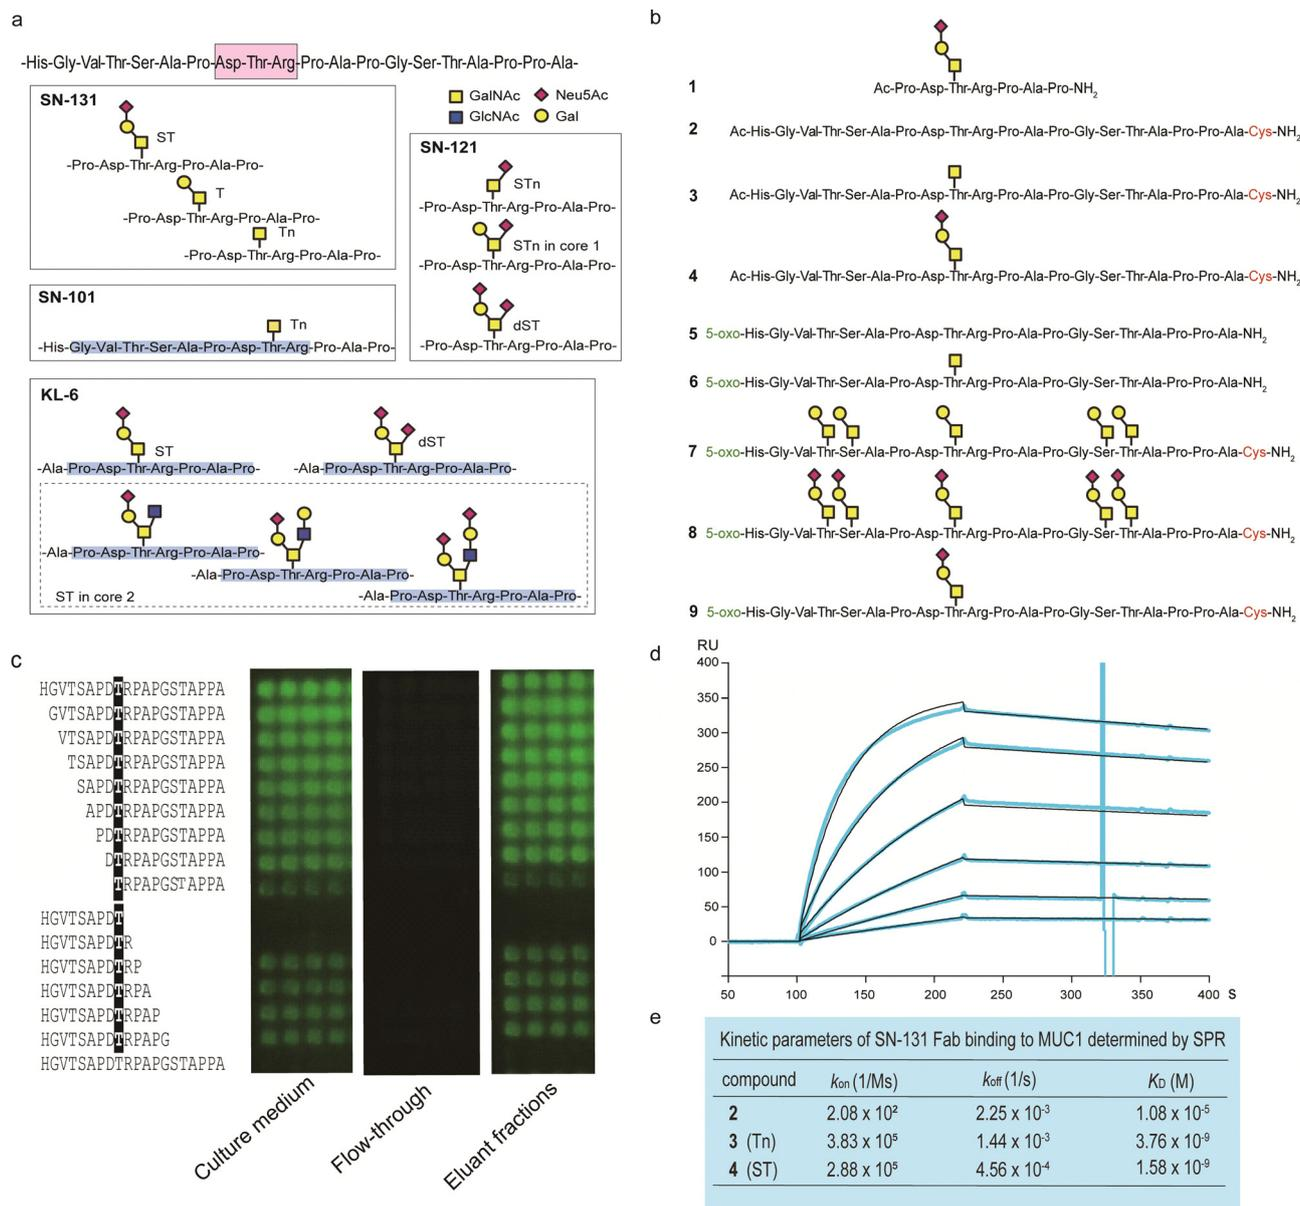 a
-His-Gly-Val-Thr-Ser-Ala-Pro-Asp-Thr-Arg-Pro-Ala-Pro-Gly-Ser-Thr-Ala-Pro-Pro-Ala-
SN-131
ST
-Pro-Asp-Thr-Arg-Pro-Ala-Pro-
T
-Pro-Asp-Thr-Arg-Pro-Ala-Pro-
Tn
-Pro-Asp-Thr-Arg-Pro-Ala-Pro-
GalNAc
Neu5Ac
GlcNAc
Gal
SN-121
STn
-Pro-Asp-Thr-Arg-Pro-Ala-Pro-
STn in core 1
-Pro-Asp-Thr-Arg-Pro-Ala-Pro-
dST
-Pro-Asp-Thr-Arg-Pro-Ala-Pro-
SN-101
Tn
-His-Gly-Val-Thr-Ser-Ala-Pro-Asp-Thr-Arg-Pro-Ala-Pro-
KL-6
ST
-Ala-Pro-Asp-Thr-Arg-Pro-Ala-Pro-
dST
-Ala-Pro-Asp-Thr-Arg-Pro-Ala-Pro-
-Ala-Pro-Asp-Thr-Arg-Pro-Ala-Pro-
-Ala-Pro-Asp-Thr-Arg-Pro-Ala-Pro-
-Ala-Pro-Asp-Thr-Arg-Pro-Ala-Pro-
ST in core 2
b
1 Ac-Pro-Asp-Thr-Arg-Pro-Ala-Pro-NH2
2 Ac-His-Gly-Val-Thr-Ser-Ala-Pro-Asp-Thr-Arg-Pro-Ala-Pro-Gly-Ser-Thr-Ala-Pro-Pro-Ala-Cys-NH2
3 Ac-His-Gly-Val-Thr-Ser-Ala-Pro-Asp-Thr-Arg-Pro-Ala-Pro-Gly-Ser-Thr-Ala-Pro-Pro-Ala-Cys-NH2
4 Ac-His-Gly-Val-Thr-Ser-Ala-Pro-Asp-Thr-Arg-Pro-Ala-Pro-Gly-Ser-Thr-Ala-Pro-Pro-Ala-Cys-NH2
5 5-oxo-His-Gly-Val-Thr-Ser-Ala-Pro-Asp-Thr-Arg-Pro-Ala-Pro-Gly-Ser-Thr-Ala-Pro-Pro-Ala-NH2
6 5-oxo-His-Gly-Val-Thr-Ser-Ala-Pro-Asp-Thr-Arg-Pro-Ala-Pro-Gly-Ser-Thr-Ala-Pro-Pro-Ala-NH2
7 5-oxo-His-Gly-Val-Thr-Ser-Ala-Pro-Asp-Thr-Arg-Pro-Ala-Pro-Gly-Ser-Thr-Ala-Pro-Pro-Ala-Cys-NH2
8 5-oxo-His-Gly-Val-Thr-Ser-Ala-Pro-Asp-Thr-Arg-Pro-Ala-Pro-Gly-Ser-Thr-Ala-Pro-Pro-Ala-Cys-NH2
9 5-oxo-His-Gly-Val-Thr-Ser-Ala-Pro-Asp-Thr-Arg-Pro-Ala-Pro-Gly-Ser-Thr-Ala-Pro-Pro-Ala-Cys-NH2
c
HGVTSAPDTRPAPGSTAPPA
GVTSAPDTRPAPGSTAPPA
VTSAPDTRPAPGSTAPPA
TSAPDTRPAPGSTAPPA
SAPDTRPAPGSTAPPA
APDTRPAPGSTAPPA
PDTRPAPGSTAPPA
DTRPAPGSTAPPA
TRPAPGSTAPPA
HGVTSAPDT
HGVTSAPDTR
HGVTSAPDTRP
HGVTSAPDTRPA
HGVTSAPDTRPAP
HGVTSAPDTRPAPG
HGVTSAPDTRPAPGSTAPPA
Culture medium
Flow-through
Eluant fractions
d
RU
400
350
300
250
200
150
100
50
0
50 100 150 200 250 300 350 400 s
e
Kinetic parameters of SN-131 Fab binding to MUC1 determined by SPR
compound kon (1/Ms) koff (1/s) KD (M)
2 2.08 x 10² 2.25 x 10⁻³ 1.08 x 10⁻⁵
3 (Tn) 3.83 x 10⁵ 1.44 x 10⁻³ 3.76 x 10⁻⁹
4 (ST) 2.88 x 10⁵ 4.56 x 10⁻⁴ 1.58 x 10⁻⁹